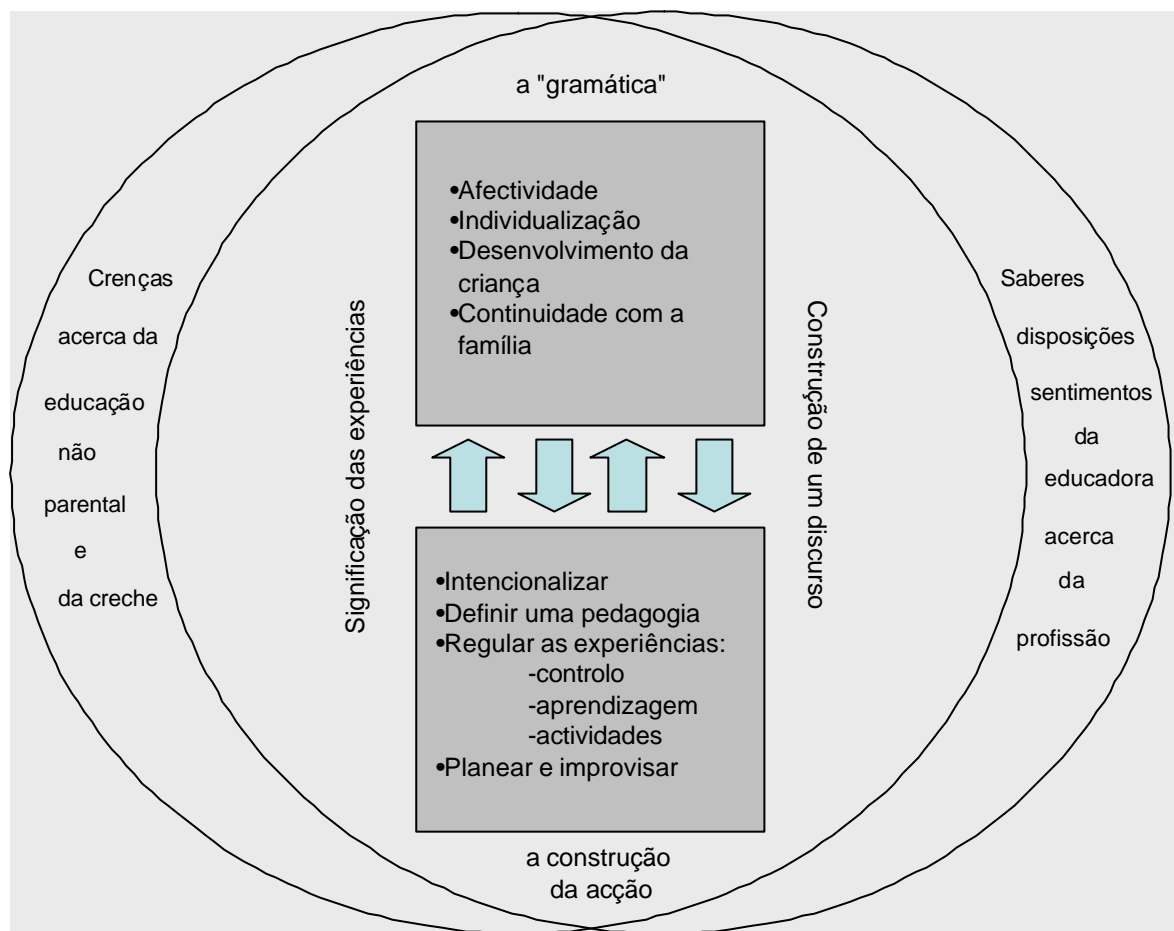 a "gramática"
•Afectividade
•Individualização
•Desenvolvimento da
criança
•Continuidade com a
família
Crenças
acerca da
educação
não
parental
e
da creche
Significação das experiências
Construção de um discurso
Saberes
disposições
sentimentos
da
educadora
acerca
da
profissão
•Intencionalizar
•Definir uma pedagogia
•Regular as experiências:
-controlo
-aprendizagem
-actividades
•Planear e improvisar
a construção
da acção